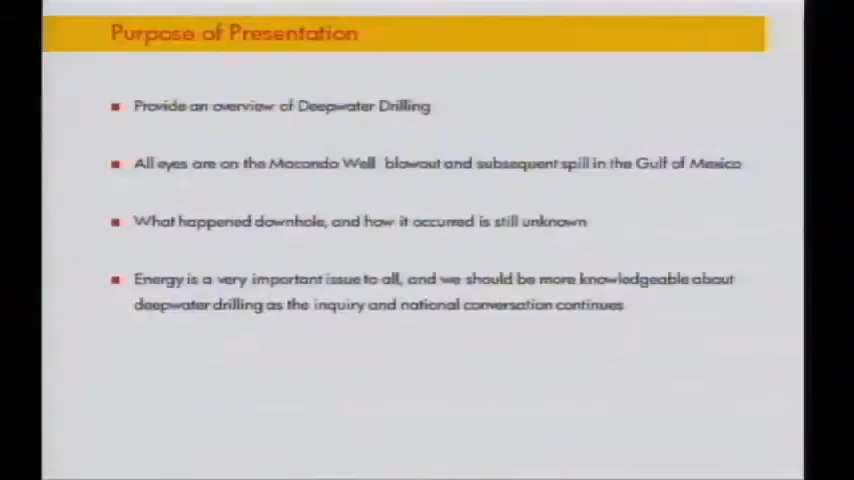 Purpose of Presentation
Provide an overview of Deepwater Drilling
All eyes are on the Macondo Well blowout and subsequent spill in the Gulf of Mexico
What happened downhole, and how it occurred is still unknown
Energy is a very important issue to all, and we should be more knowledgeable about
deepwater drilling as the inquiry and national conversation continues